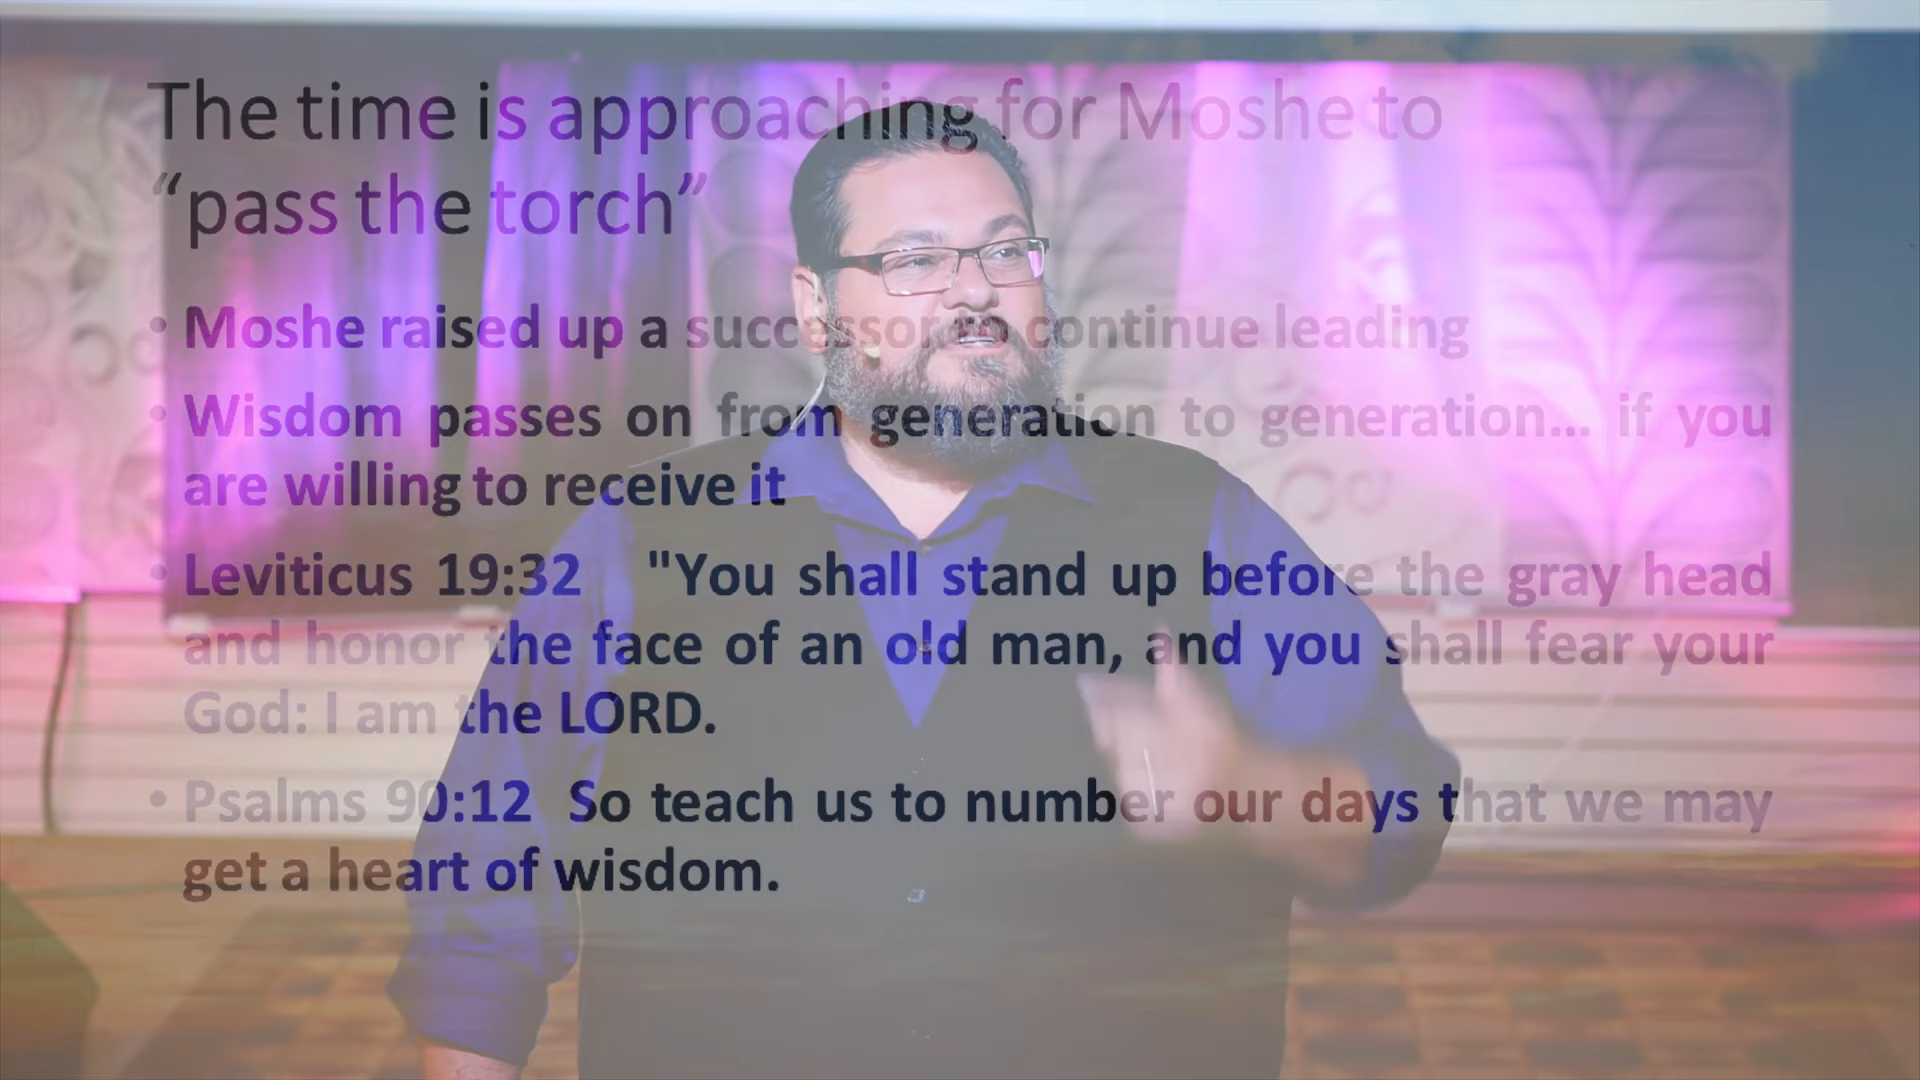 The time is approaching for Moshe to
“pass the torch”
• Moshe raised up a successor to continue leading
• Wisdom passes on from generation to generation... if you
are willing to receive it
• Leviticus 19:32 "You shall stand up before the gray head
and honor the face of an old man, and you shall fear your
God: I am the LORD.
• Psalms 90:12 So teach us to number our days that we may
get a heart of wisdom.